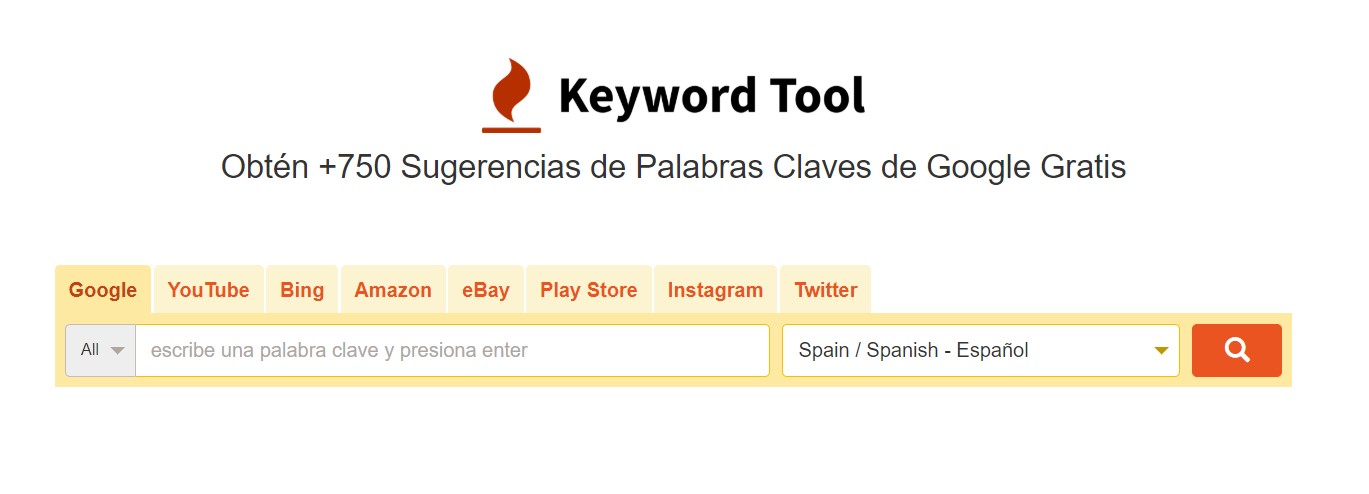 Keyword Tool
Obtén +750 Sugerencias de Palabras Claves de Google Gratis
Google YouTube Bing Amazon eBay Play Store Instagram Twitter
All escribe una palabra clave y presiona enter Spain / Spanish - Español